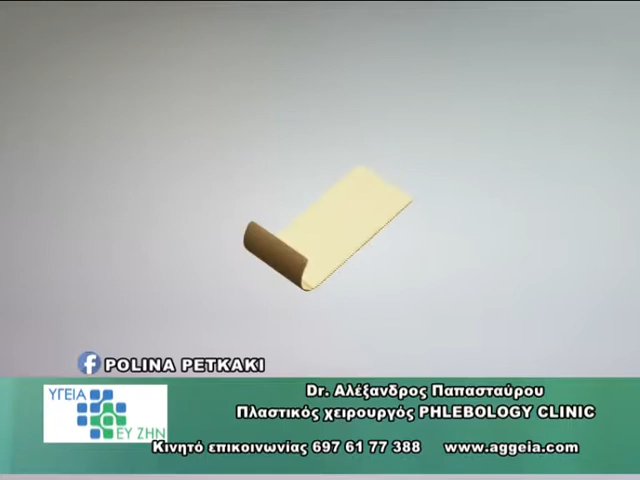 POLINA PETKAKI
ΥΓΕΙΑ
ΕΥ ΖΗΝ
Dr. Αλέξανδρος Παπασταύρου
Πλαστικός χειρουργός PHLEBOLOGY CLINIC
Κινητό επικοινωνίας 697 61 77 388 www.aggeia.com